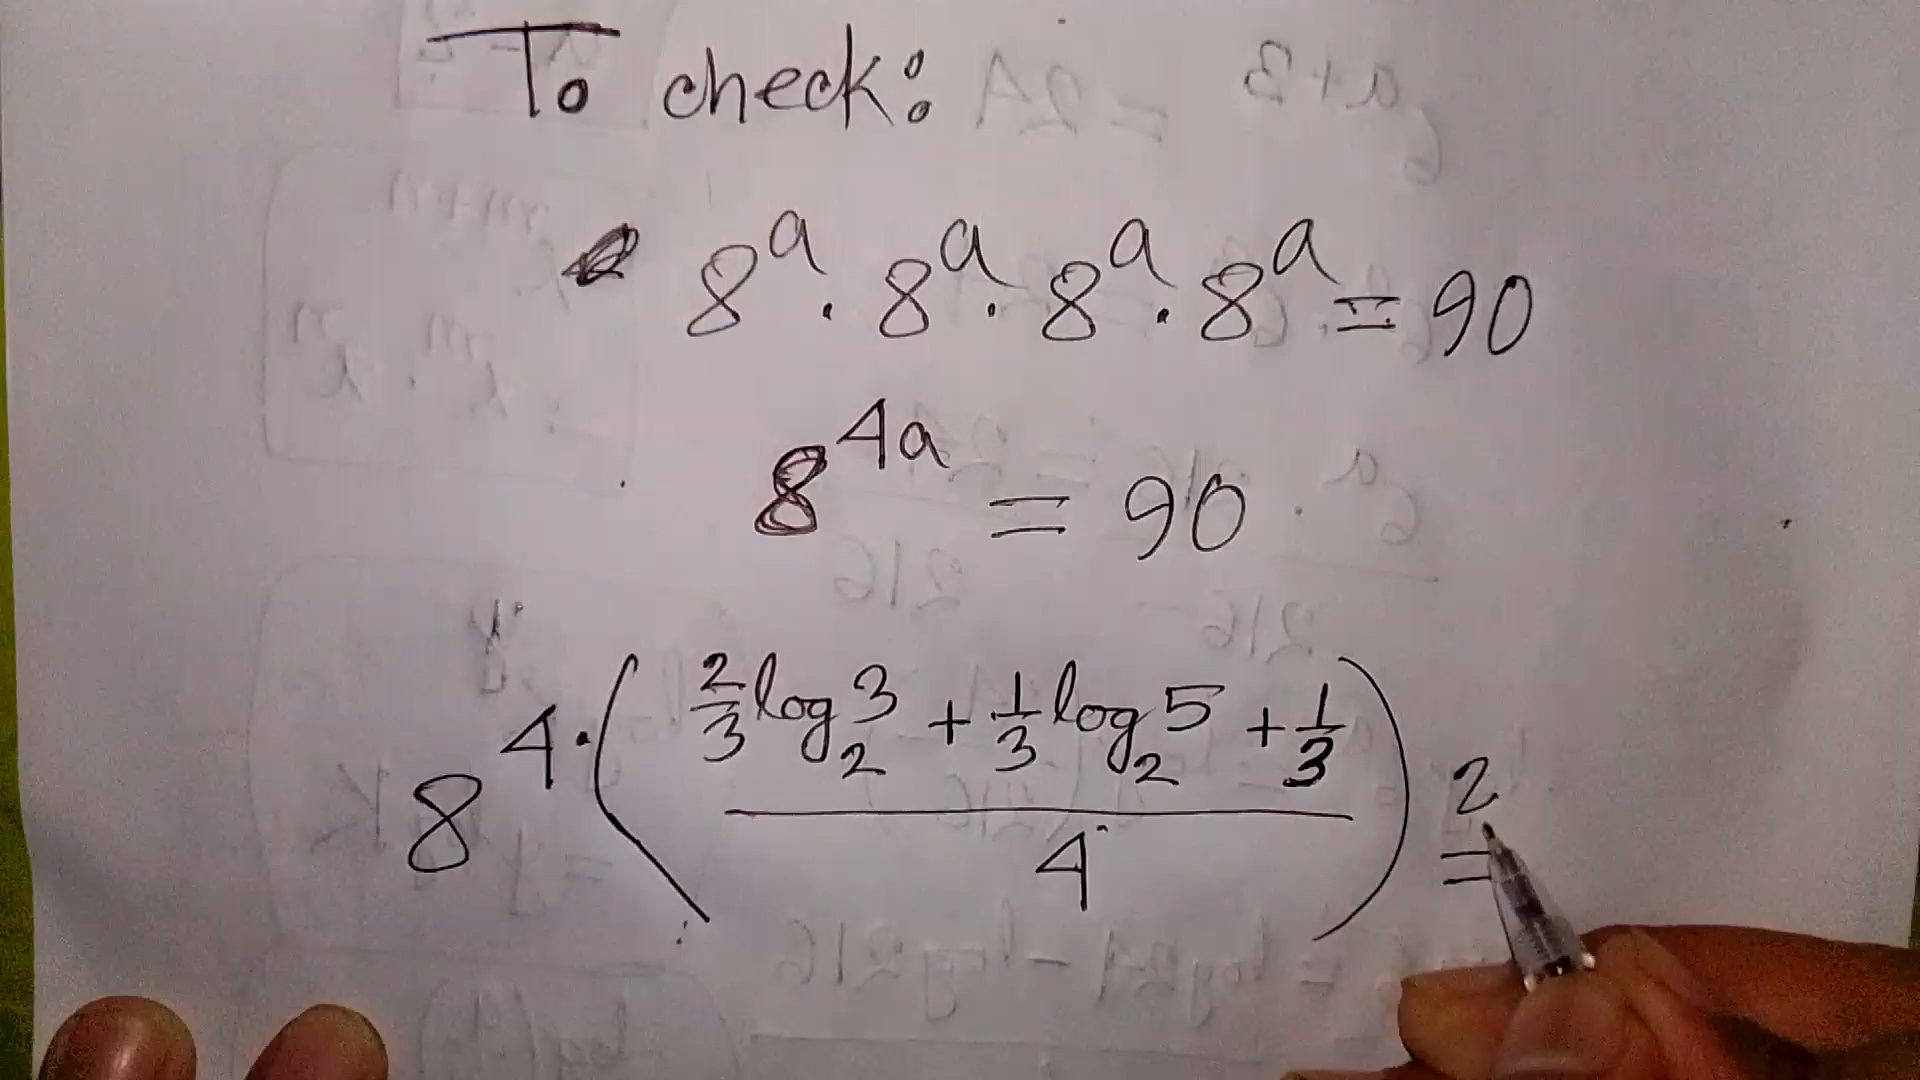 To check:
8^a · 8^a · 8^a · 8^a = 90
8^4a = 90
8^4·((2/3 log_2 3 + 1/3 log_2 5 + 1/3)/4) ?=